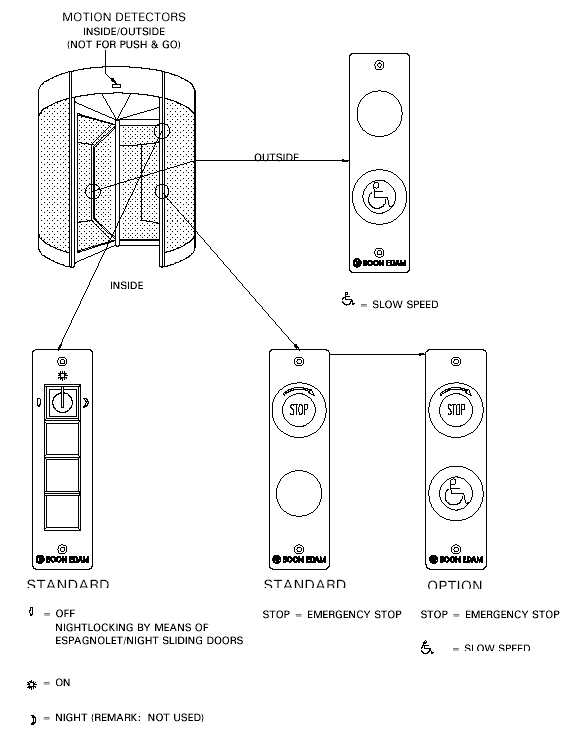 MOTION DETECTORS
INSIDE/OUTSIDE
(NOT FOR PUSH & GO)
OUTSIDE
BOON EDAM
INSIDE
= SLOW SPEED
STOP
STOP
BOON EDAM
BOON EDAM
BOON EDAM
STANDARD
STANDARD
OPTION
= OFF
NIGHTLOCKING BY MEANS OF
ESPAGNOLET/NIGHT SLIDING DOORS
STOP = EMERGENCY STOP
STOP = EMERGENCY STOP
= SLOW SPEED
= ON
= NIGHT (REMARK: NOT USED)